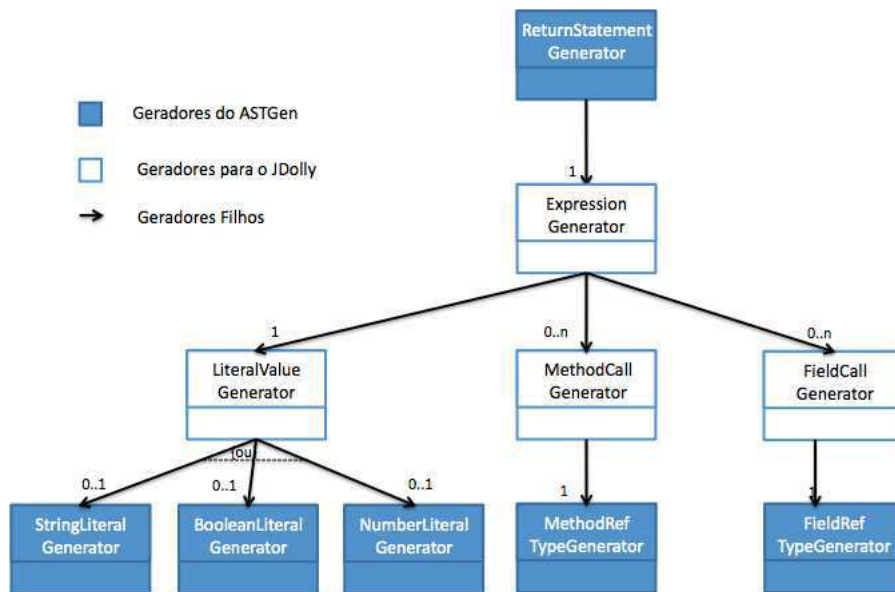 ReturnStatement
Generator
Geradores do ASTGen
Geradores para o JDolly
Geradores Filhos
1
Expression
Generator
1
0..n
0..n
LiteralValue
Generator
MethodCall
Generator
FieldCall
Generator
ou
0..1
0..1
0..1
1
1
StringLiteral
Generator
BooleanLiteral
Generator
NumberLiteral
Generator
MethodRef
TypeGenerator
FieldRef
TypeGenerator